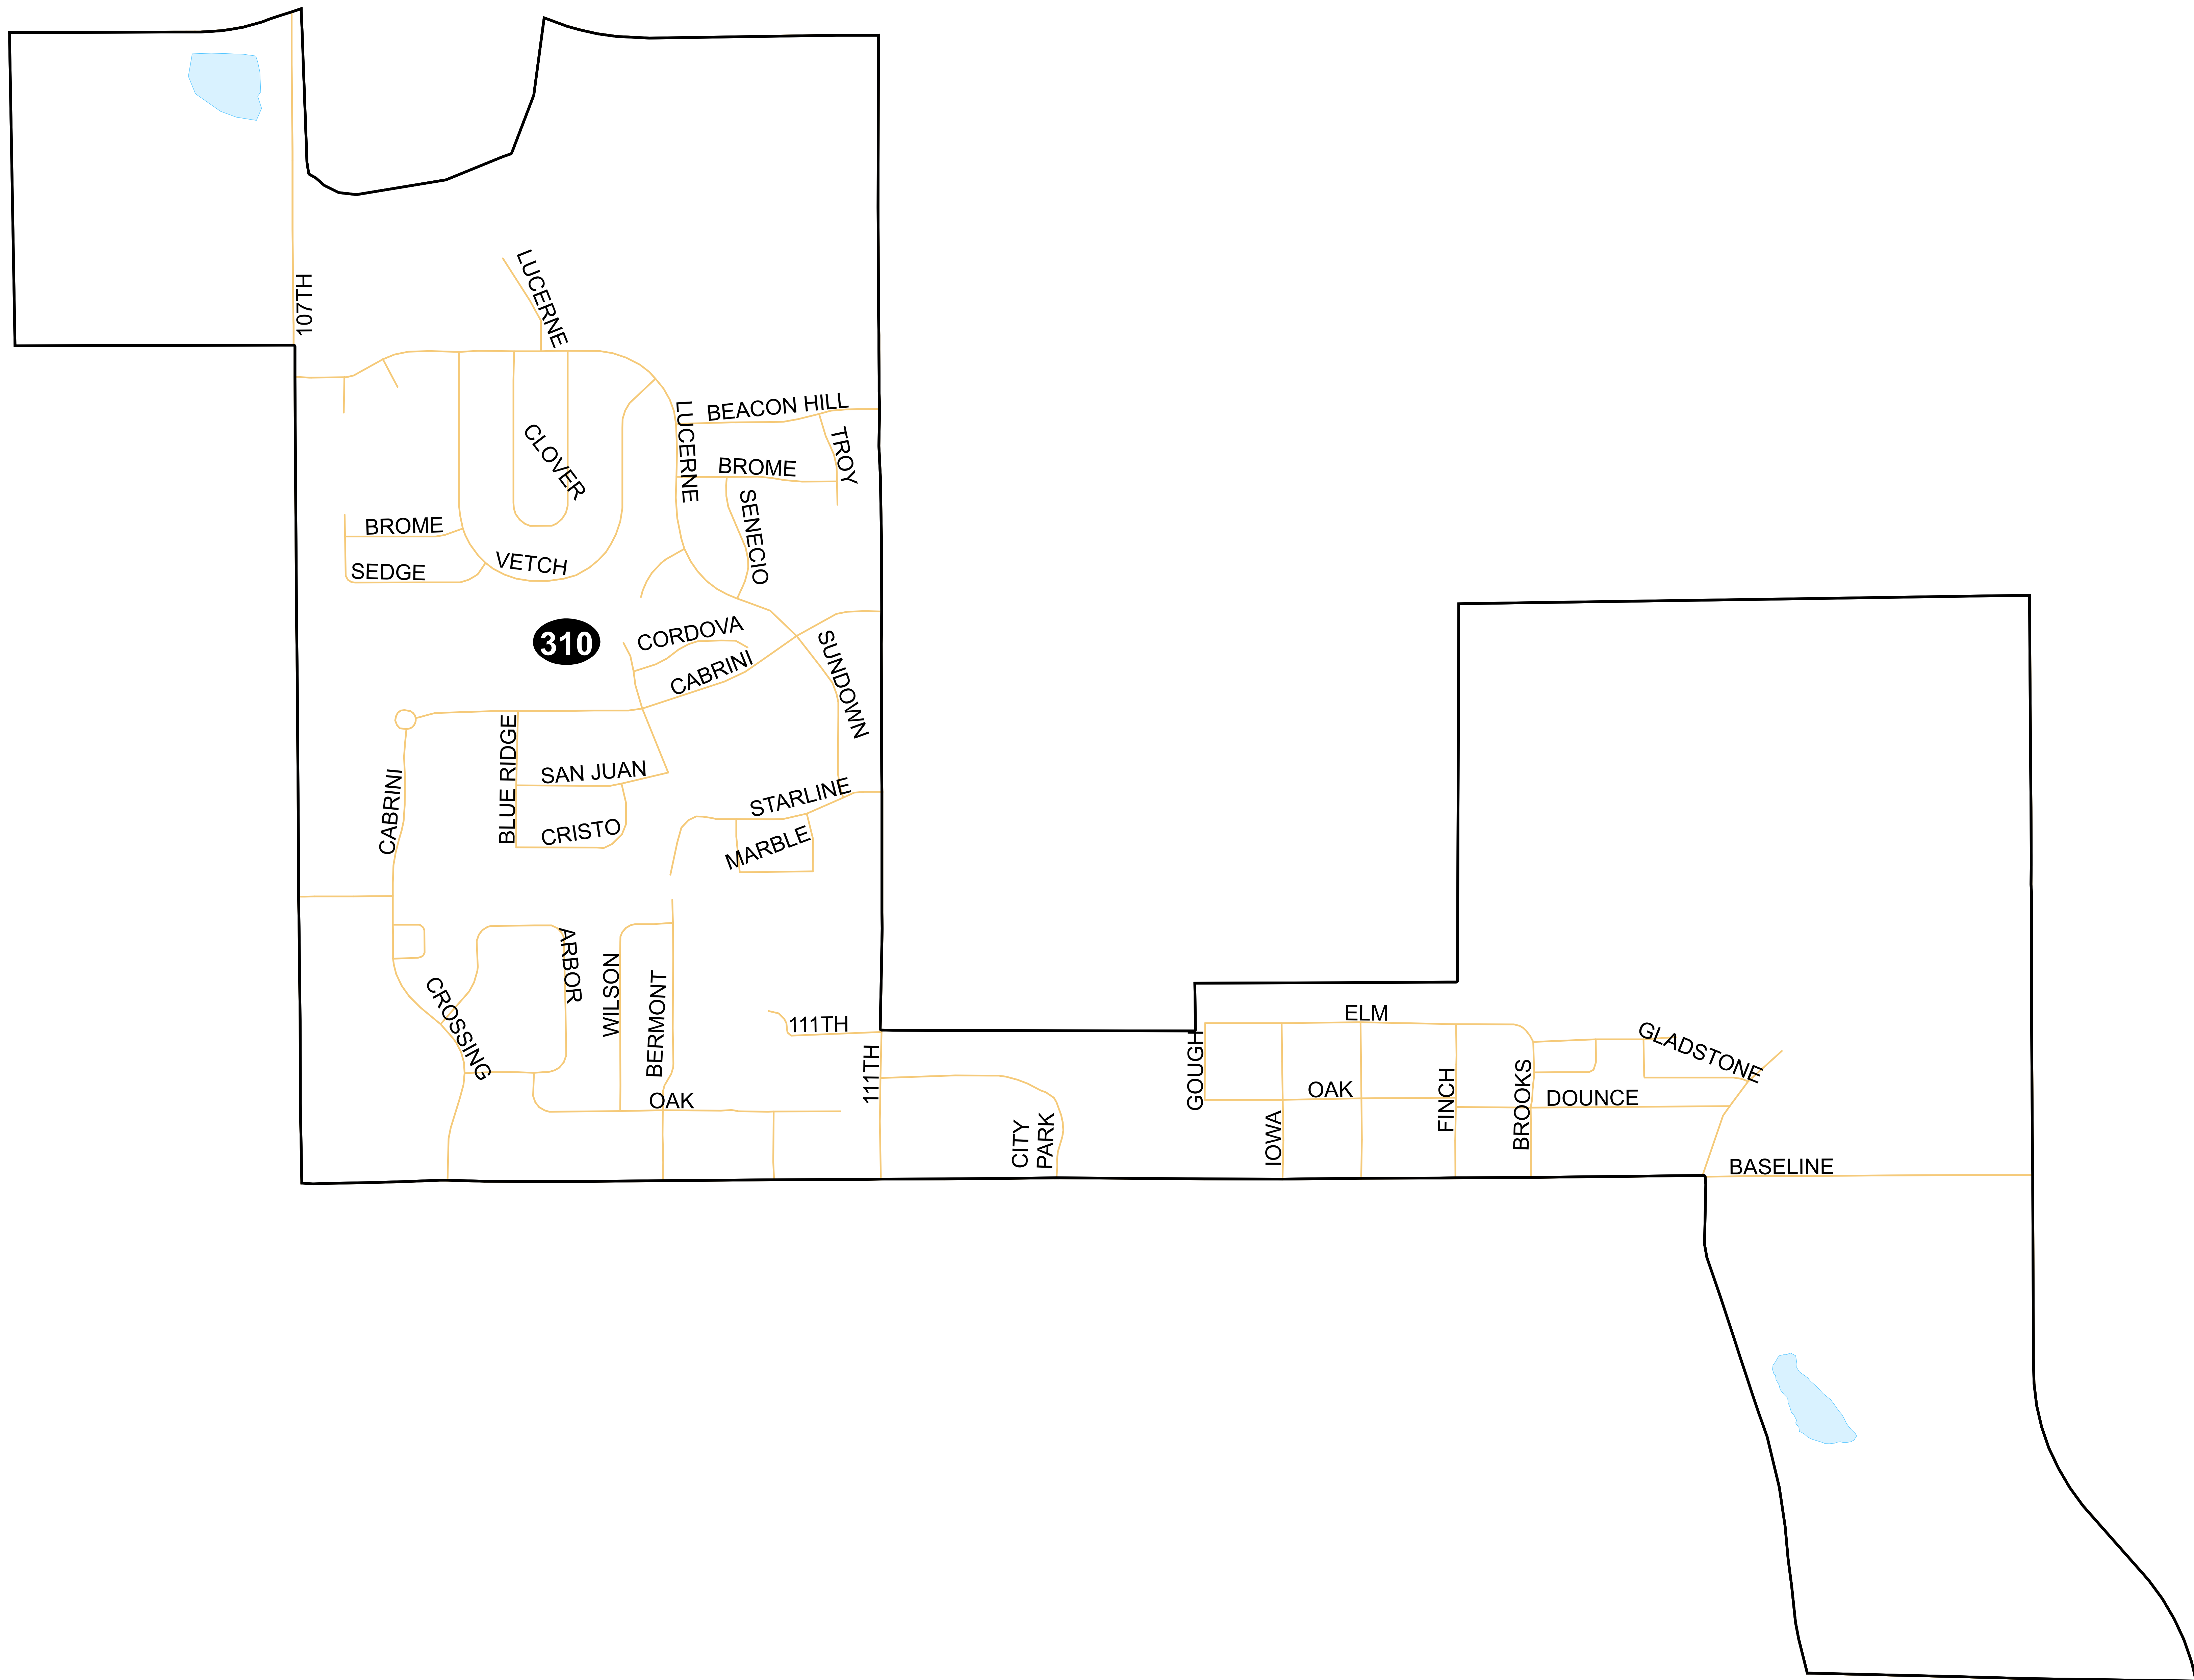 107TH
LUCERNE
CLOVER
LUCERNE
BEACON HILL
TROY
BROME
SENECIO
BROME
SEDGE
VETCH
310
CORDOVA
CABRINI
SUNDOWN
BLUE RIDGE
SAN JUAN
CABRINI
CRISTO
STARLINE
MARBLE
ARBOR
WILSON
BERMONT
CROSSING
111TH
111TH
OAK
CITY
PARK
GOUGH
ELM
OAK
IOWA
FINCH
BROOKS
GLADSTONE
DOUNCE
BASELINE